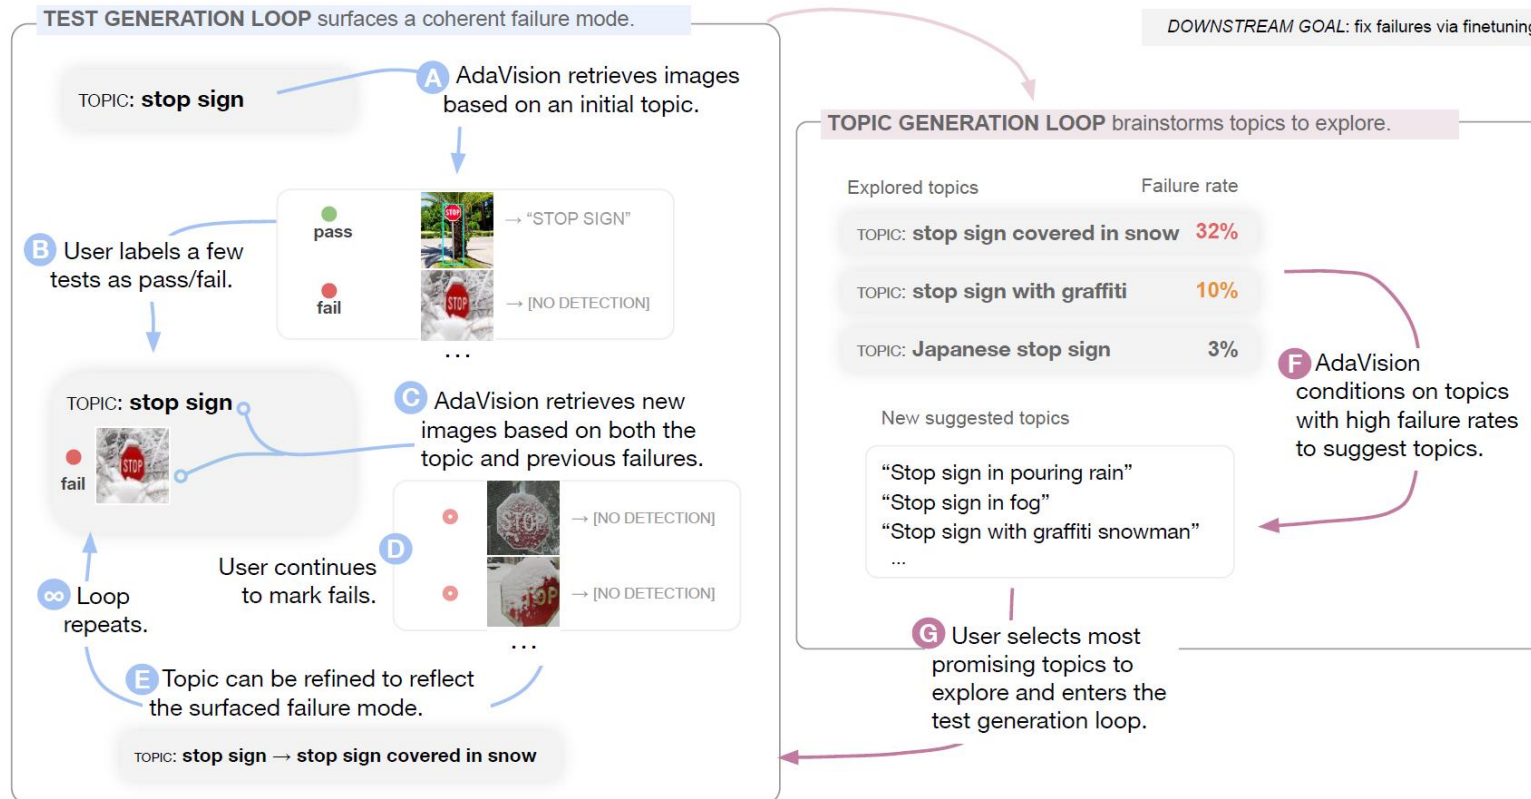 TEST GENERATION LOOP surfaces a coherent failure mode.
TOPIC: stop sign
A AdaVision retrieves images
based on an initial topic.
pass
STOP
→ “STOP SIGN”
fail
STOP
→ [NO DETECTION]
...
B User labels a few
tests as pass/fail.
TOPIC: stop sign
fail
STOP
C AdaVision retrieves new
images based on both the
topic and previous failures.
STOP
→ [NO DETECTION]
OP
→ [NO DETECTION]
...
D
User continues
to mark fails.
∞ Loop
repeats.
E Topic can be refined to reflect
the surfaced failure mode.
TOPIC: stop sign → stop sign covered in snow
DOWNSTREAM GOAL: fix failures via finetuning
TOPIC GENERATION LOOP brainstorms topics to explore.
Explored topics Failure rate
TOPIC: stop sign covered in snow 32%
TOPIC: stop sign with graffiti 10%
TOPIC: Japanese stop sign 3%
F AdaVision
conditions on topics
with high failure rates
to suggest topics.
New suggested topics
“Stop sign in pouring rain”
“Stop sign in fog”
“Stop sign with graffiti snowman”
...
G User selects most
promising topics to
explore and enters the
test generation loop.